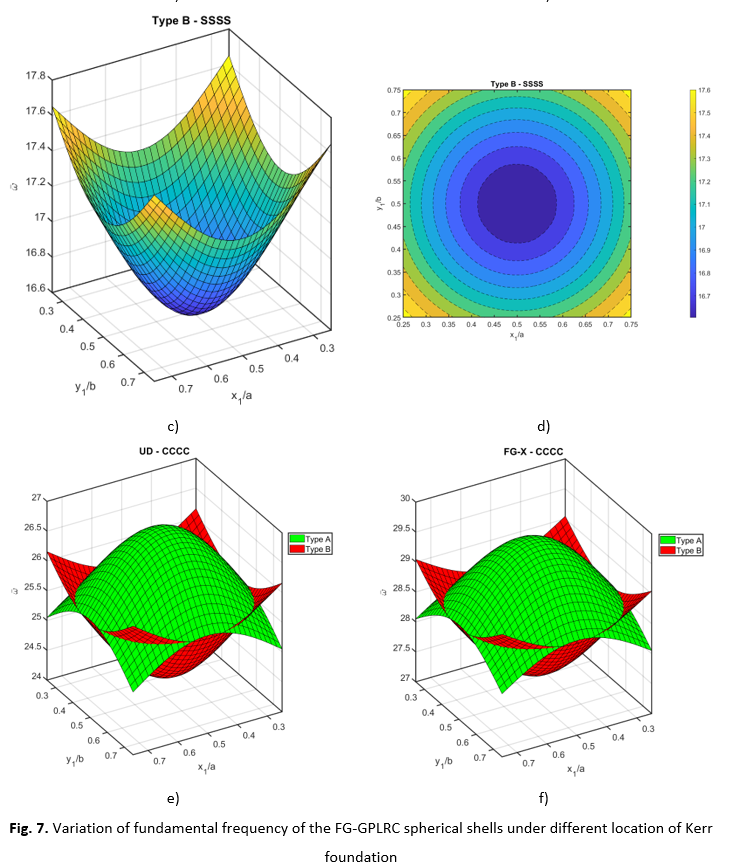 Type B - SSSS
17.8
17.6
17.4
17.2
17
16.8
16.6
ω̄
0.3
0.4
0.5
0.6
0.7
y1/b
0.7
0.6
0.5
0.4
0.3
x1/a
c)
Type B - SSSS
0.75
0.7
0.65
0.6
0.55
0.5
0.45
0.4
0.35
0.3
0.25
y1/b
0.25 0.3 0.35 0.4 0.45 0.5 0.55 0.6 0.65 0.7 0.75
x1/a
17.6
17.5
17.4
17.3
17.2
17.1
17
16.9
16.8
16.7
d)
UD - CCCC
27
26.5
26
25.5
25
24.5
24
ω̄
0.3
0.4
0.5
0.6
0.7
y1/b
0.7
0.6
0.5
0.4
0.3
x1/a
Type A
Type B
e)
FG-X - CCCC
30
29.5
29
28.5
28
27.5
27
ω̄
0.3
0.4
0.5
0.6
0.7
y1/b
0.7
0.6
0.5
0.4
0.3
x1/a
Type A
Type B
f)
Fig. 7. Variation of fundamental frequency of the FG-GPLRC spherical shells under different location of Kerr
foundation